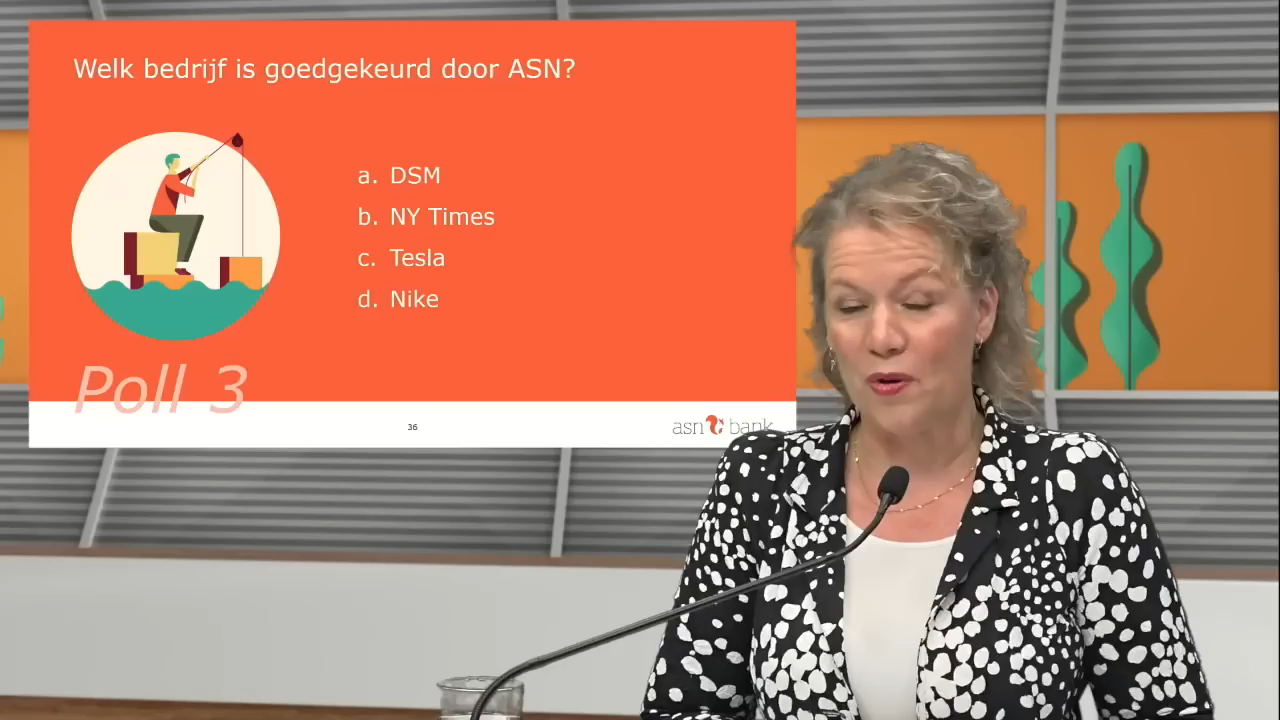 Welk bedrijf is goedgekeurd door ASN?
a. DSM
b. NY Times
c. Tesla
d. Nike
Poll 3
36
asn bank